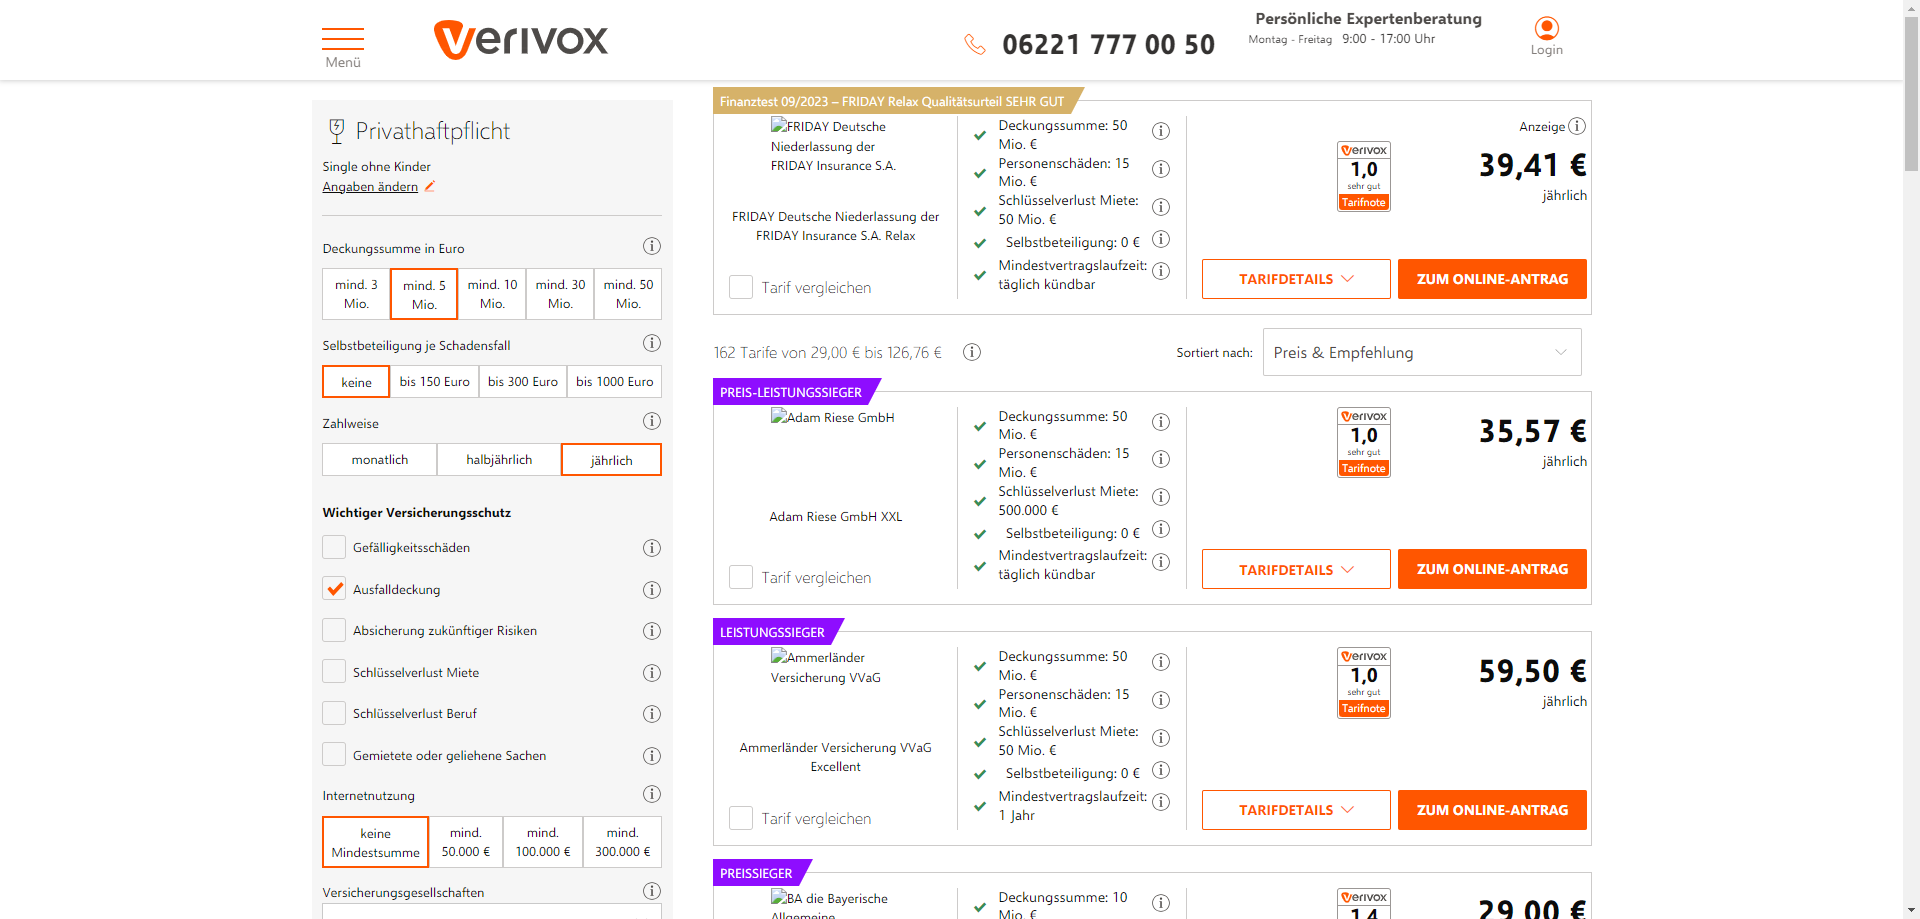 Menü
Verivox
06221 777 00 50
Persönliche Expertenberatung
Montag - Freitag 9:00 - 17:00 Uhr
Login
Privathaftpflicht
Single ohne Kinder
Angaben ändern
Deckungssumme in Euro
mind. 3 Mio.
mind. 5 Mio.
mind. 10 Mio.
mind. 30 Mio.
mind. 50 Mio.
Selbstbeteiligung je Schadensfall
keine
bis 150 Euro
bis 300 Euro
bis 1000 Euro
Zahlweise
monatlich
halbjährlich
jährlich
Wichtiger Versicherungsschutz
Gefälligkeitsschäden
Ausfalldeckung
Absicherung zukünftiger Risiken
Schlüsselverlust Miete
Schlüsselverlust Beruf
Gemietete oder geliehene Sachen
Internetnutzung
keine Mindestsumme
mind. 50.000 €
mind. 100.000 €
mind. 300.000 €
Versicherungsgesellschaften
Finanztest 09/2023 – FRIDAY Relax Qualitätsurteil SEHR GUT
FRIDAY Deutsche
Niederlassung der
FRIDAY Insurance S.A.
FRIDAY Deutsche Niederlassung der
FRIDAY Insurance S.A. Relax
Tarif vergleichen
Deckungssumme: 50
Mio. €
Personenschäden: 15
Mio. €
Schlüsselverlust Miete:
50 Mio. €
Selbstbeteiligung: 0 €
Mindestvertragslaufzeit:
täglich kündbar
Verivox
1,0
sehr gut
Tarifnote
Anzeige
39,41 €
jährlich
TARIFDETAILS
ZUM ONLINE-ANTRAG
162 Tarife von 29,00 € bis 126,76 €
Sortiert nach:
Preis & Empfehlung
PREIS-LEISTUNGSSIEGER
Adam Riese GmbH
Adam Riese GmbH XXL
Tarif vergleichen
Deckungssumme: 50
Mio. €
Personenschäden: 15
Mio. €
Schlüsselverlust Miete:
500.000 €
Selbstbeteiligung: 0 €
Mindestvertragslaufzeit:
täglich kündbar
Verivox
1,0
sehr gut
Tarifnote
35,57 €
jährlich
TARIFDETAILS
ZUM ONLINE-ANTRAG
LEISTUNGSSIEGER
Ammerländer
Versicherung VVaG
Ammerländer Versicherung VVaG
Excellent
Tarif vergleichen
Deckungssumme: 50
Mio. €
Personenschäden: 15
Mio. €
Schlüsselverlust Miete:
50 Mio. €
Selbstbeteiligung: 0 €
Mindestvertragslaufzeit:
1 Jahr
Verivox
1,0
sehr gut
Tarifnote
59,50 €
jährlich
TARIFDETAILS
ZUM ONLINE-ANTRAG
PREISSIEGER
BA die Bayerische
Allgemeine
Deckungssumme: 10
Mio. €
Verivox
1,4
29,00 €